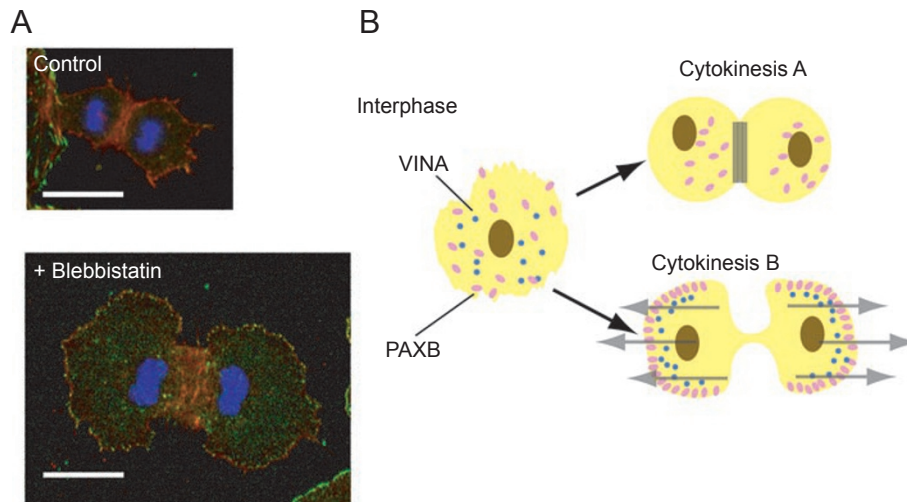 A
Control
+ Blebbistatin
B
Interphase
VINA
PAXB
Cytokinesis A
Cytokinesis B